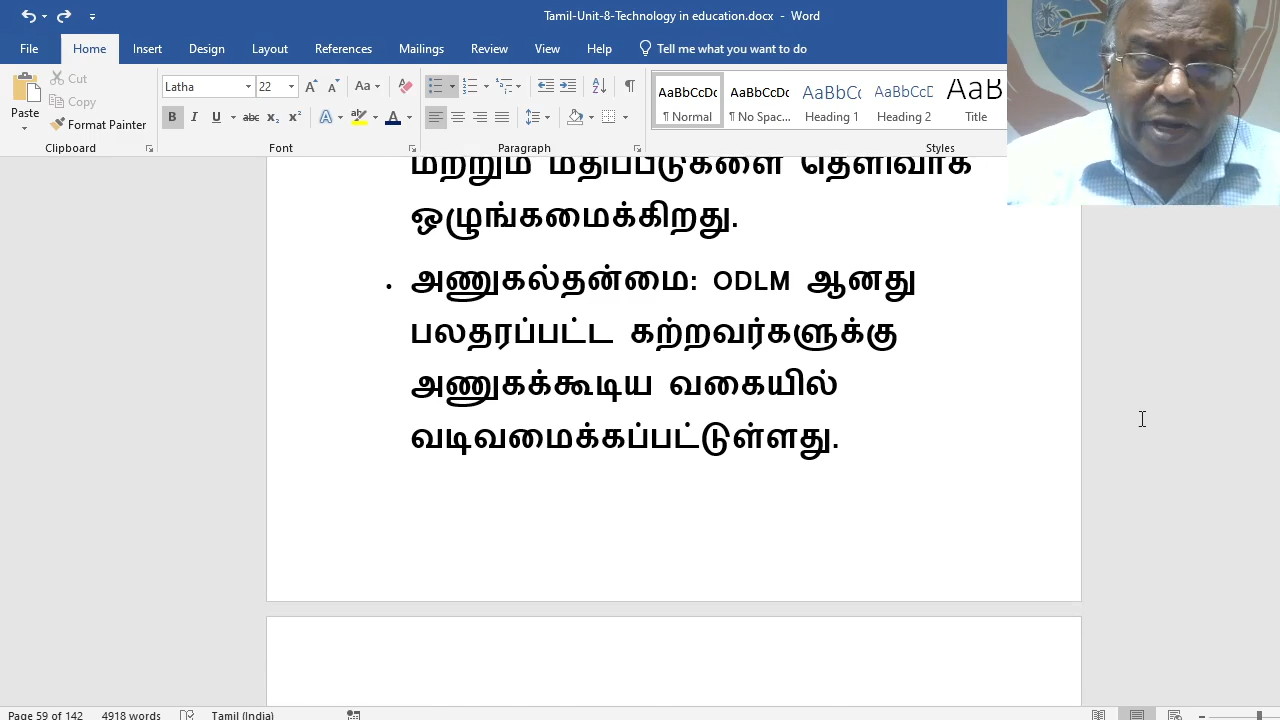 Tamil-Unit-8-Technology in education.docx - Word
File Home Insert Design Layout References Mailings Review View Help Tell me what you want to do
Cut
Copy
Format Painter
Paste
Clipboard
Latha 22
Font
Paragraph
AaBbCcDc AaBbCcDc AaBbCc AaBbCcD AaB
¶ Normal ¶ No Spac... Heading 1 Heading 2 Title
Styles
மற்றும் மதிப்பீடுகளை தெளிவாக
ஒழுங்கமைக்கிறது.
• அணுகல்தன்மை: ODLM ஆனது
பலதரப்பட்ட கற்றவர்களுக்கு
அணுகக்கூடிய வகையில்
வடிவமைக்கப்பட்டுள்ளது.
Page 59 of 142 4918 words Tamil (India)